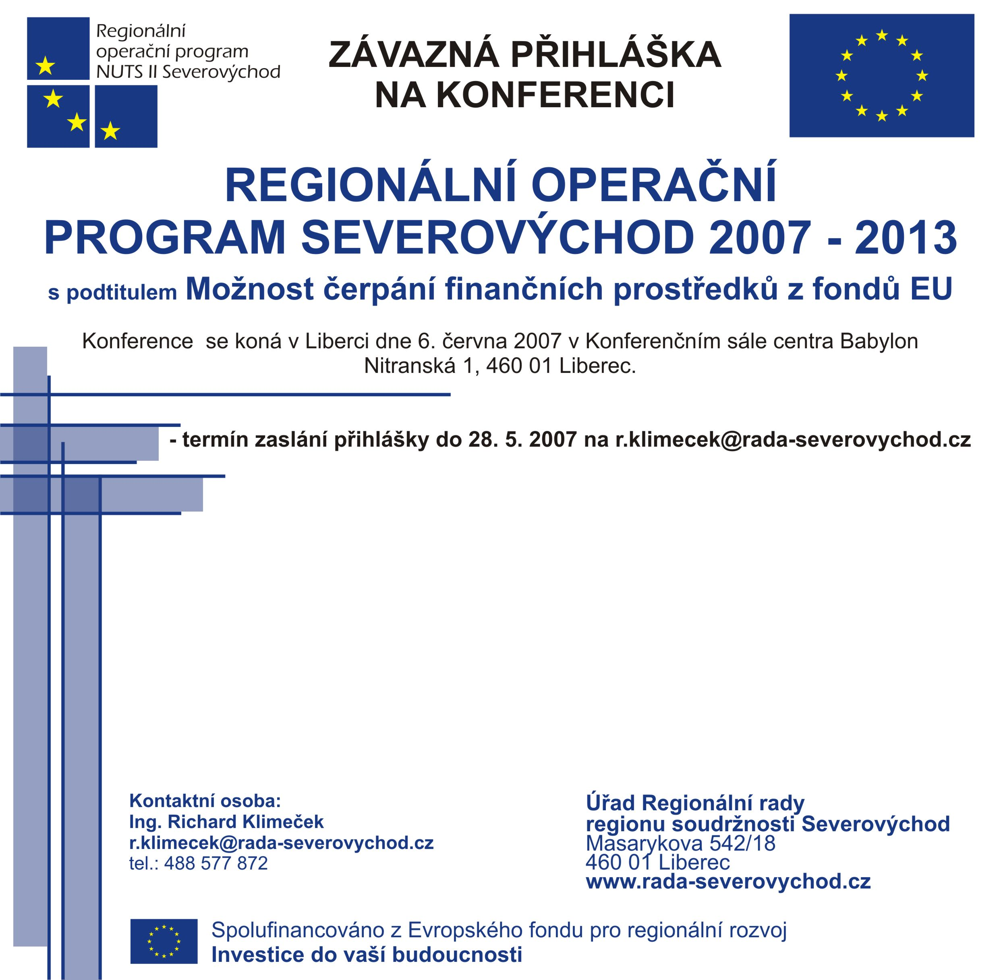 Regionální
operační program
NUTS II Severovýchod
ZÁVAZNÁ PŘIHLÁŠKA
NA KONFERENCI
REGIONÁLNÍ OPERAČNÍ
PROGRAM SEVEROVÝCHOD 2007 - 2013
s podtitulem Možnost čerpání finančních prostředků z fondů EU
Konference se koná v Liberci dne 6. června 2007 v Konferenčním sále centra Babylon
Nitranská 1, 460 01 Liberec.
- termín zaslání přihlášky do 28. 5. 2007 na r.klimecek@rada-severovychod.cz
Kontaktní osoba:
Ing. Richard Klimeček
r.klimecek@rada-severovychod.cz
tel.: 488 577 872
Úřad Regionální rady
regionu soudržnosti Severovýchod
Masarykova 542/18
460 01 Liberec
www.rada-severovychod.cz
Spolufinancováno z Evropského fondu pro regionální rozvoj
Investice do vaší budoucnosti